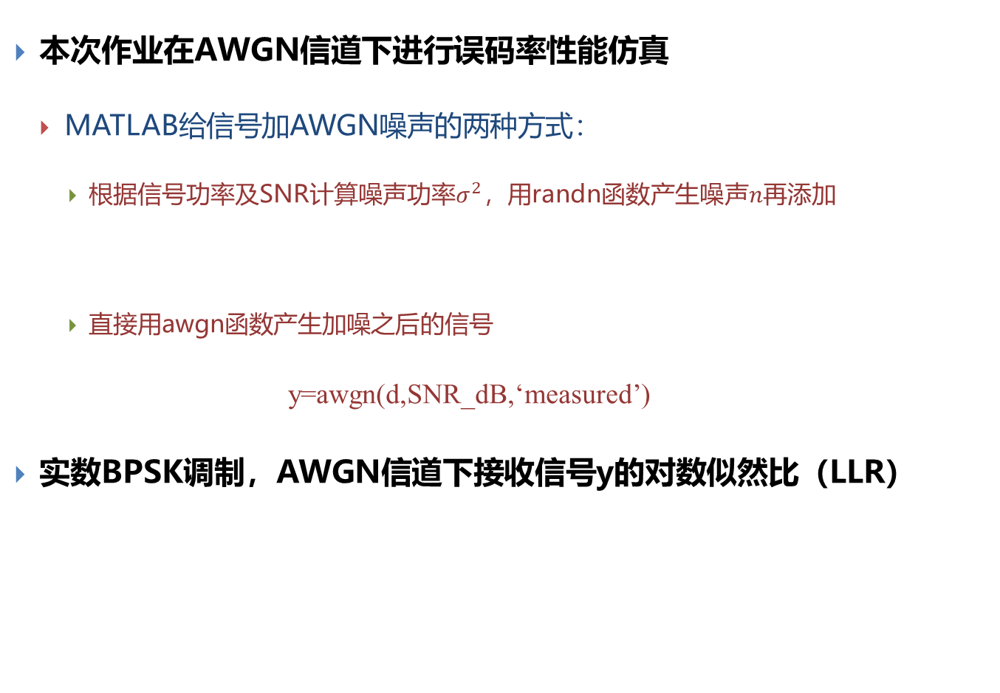 本次作业在AWGN信道下进行误码率性能仿真
MATLAB给信号加AWGN噪声的两种方式：
根据信号功率及SNR计算噪声功率σ²，用randn函数产生噪声n再添加
直接用awgn函数产生加噪之后的信号
y=awgn(d,SNR_dB,‘measured’)
实数BPSK调制，AWGN信道下接收信号y的对数似然比（LLR）